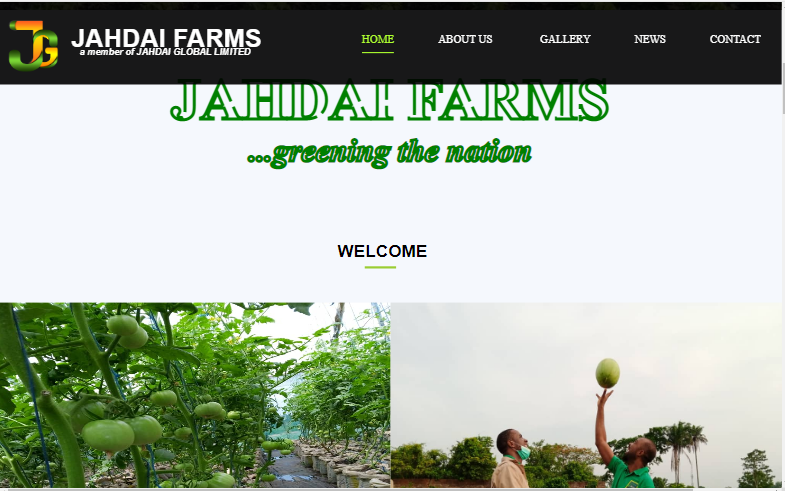 JAHDAI FARMS
a member of JAHDAI GLOBAL LIMITED
HOME
ABOUT US
GALLERY
NEWS
CONTACT
JAHDAI FARMS
...greening the nation
WELCOME